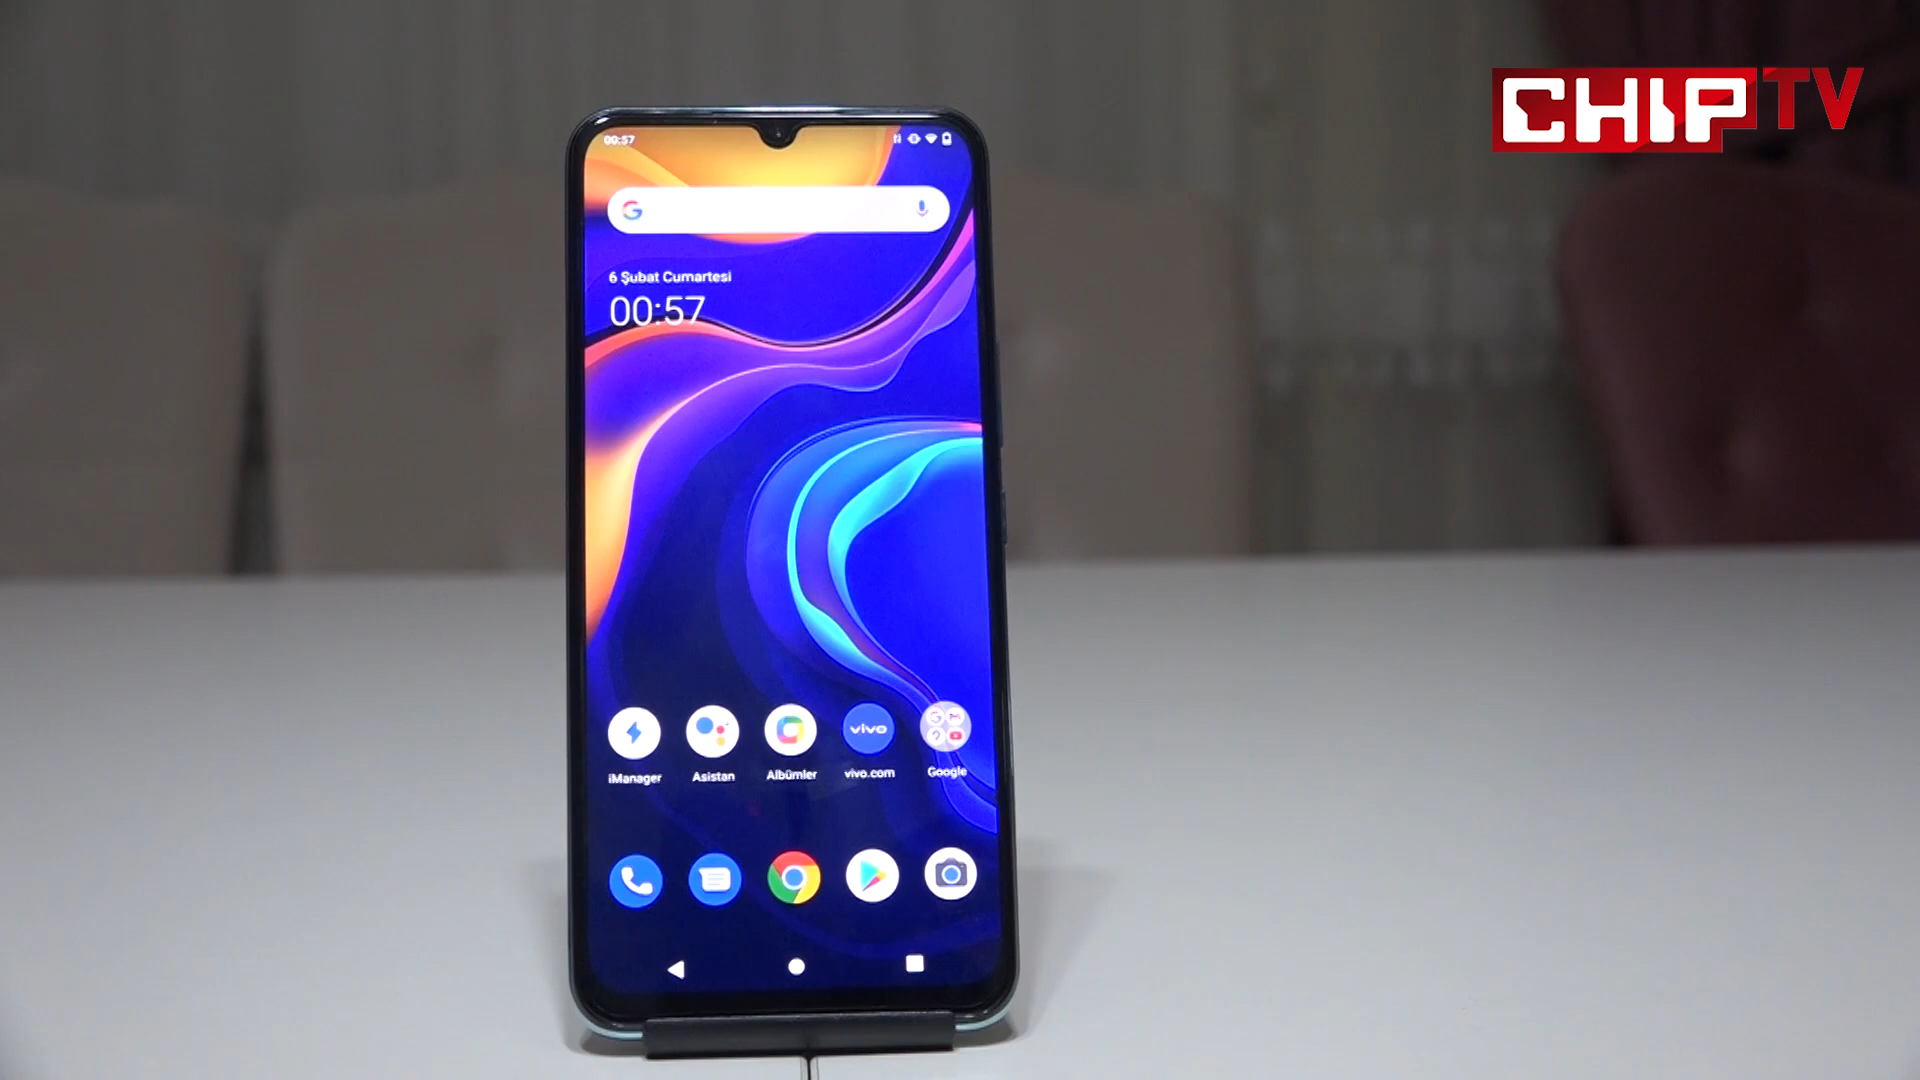 CHIP TV
00:57
6 Şubat Cumartesi
00:57
iManager
Asistan
Albümler
vivo
vivo.com
Google